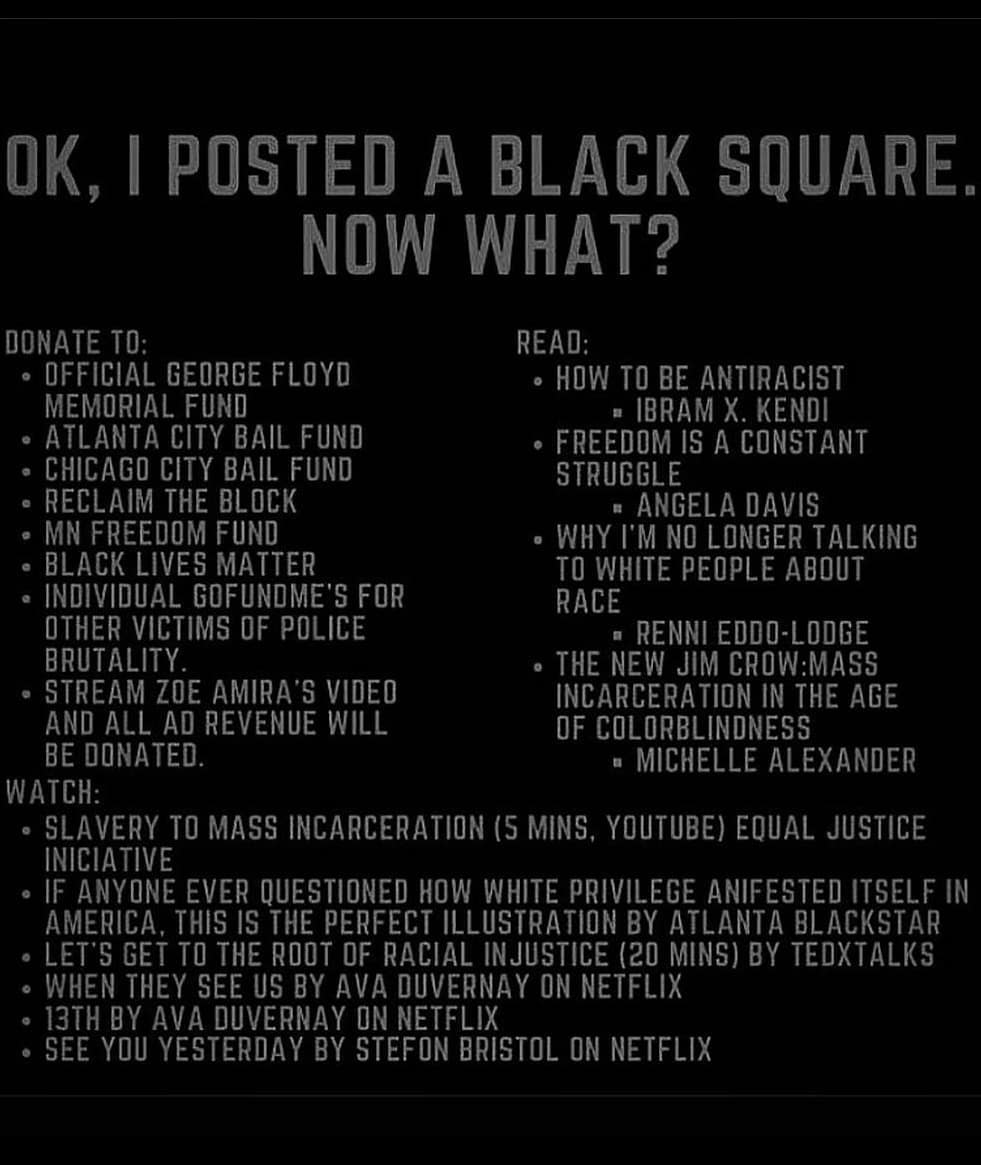 OK, I POSTED A BLACK SQUARE.
NOW WHAT?
DONATE TO:
• OFFICIAL GEORGE FLOYD
MEMORIAL FUND
• ATLANTA CITY BAIL FUND
• CHICAGO CITY BAIL FUND
• RECLAIM THE BLOCK
• MN FREEDOM FUND
• BLACK LIVES MATTER
• INDIVIDUAL GOFUNDME'S FOR
OTHER VICTIMS OF POLICE
BRUTALITY.
• STREAM ZOE AMIRA'S VIDEO
AND ALL AD REVENUE WILL
BE DONATED.
READ:
• HOW TO BE ANTIRACIST
▪ IBRAM X. KENDI
• FREEDOM IS A CONSTANT
STRUGGLE
▪ ANGELA DAVIS
• WHY I'M NO LONGER TALKING
TO WHITE PEOPLE ABOUT
RACE
▪ RENNI EDDO-LODGE
• THE NEW JIM CROW:MASS
INCARCERATION IN THE AGE
OF COLORBLINDNESS
▪ MICHELLE ALEXANDER
WATCH:
• SLAVERY TO MASS INCARCERATION (5 MINS, YOUTUBE) EQUAL JUSTICE
INICIATIVE
• IF ANYONE EVER QUESTIONED HOW WHITE PRIVILEGE ANIFESTED ITSELF IN
AMERICA, THIS IS THE PERFECT ILLUSTRATION BY ATLANTA BLACKSTAR
• LET'S GET TO THE ROOT OF RACIAL INJUSTICE (20 MINS) BY TEDXTALKS
• WHEN THEY SEE US BY AVA DUVERNAY ON NETFLIX
• 13TH BY AVA DUVERNAY ON NETFLIX
• SEE YOU YESTERDAY BY STEFON BRISTOL ON NETFLIX